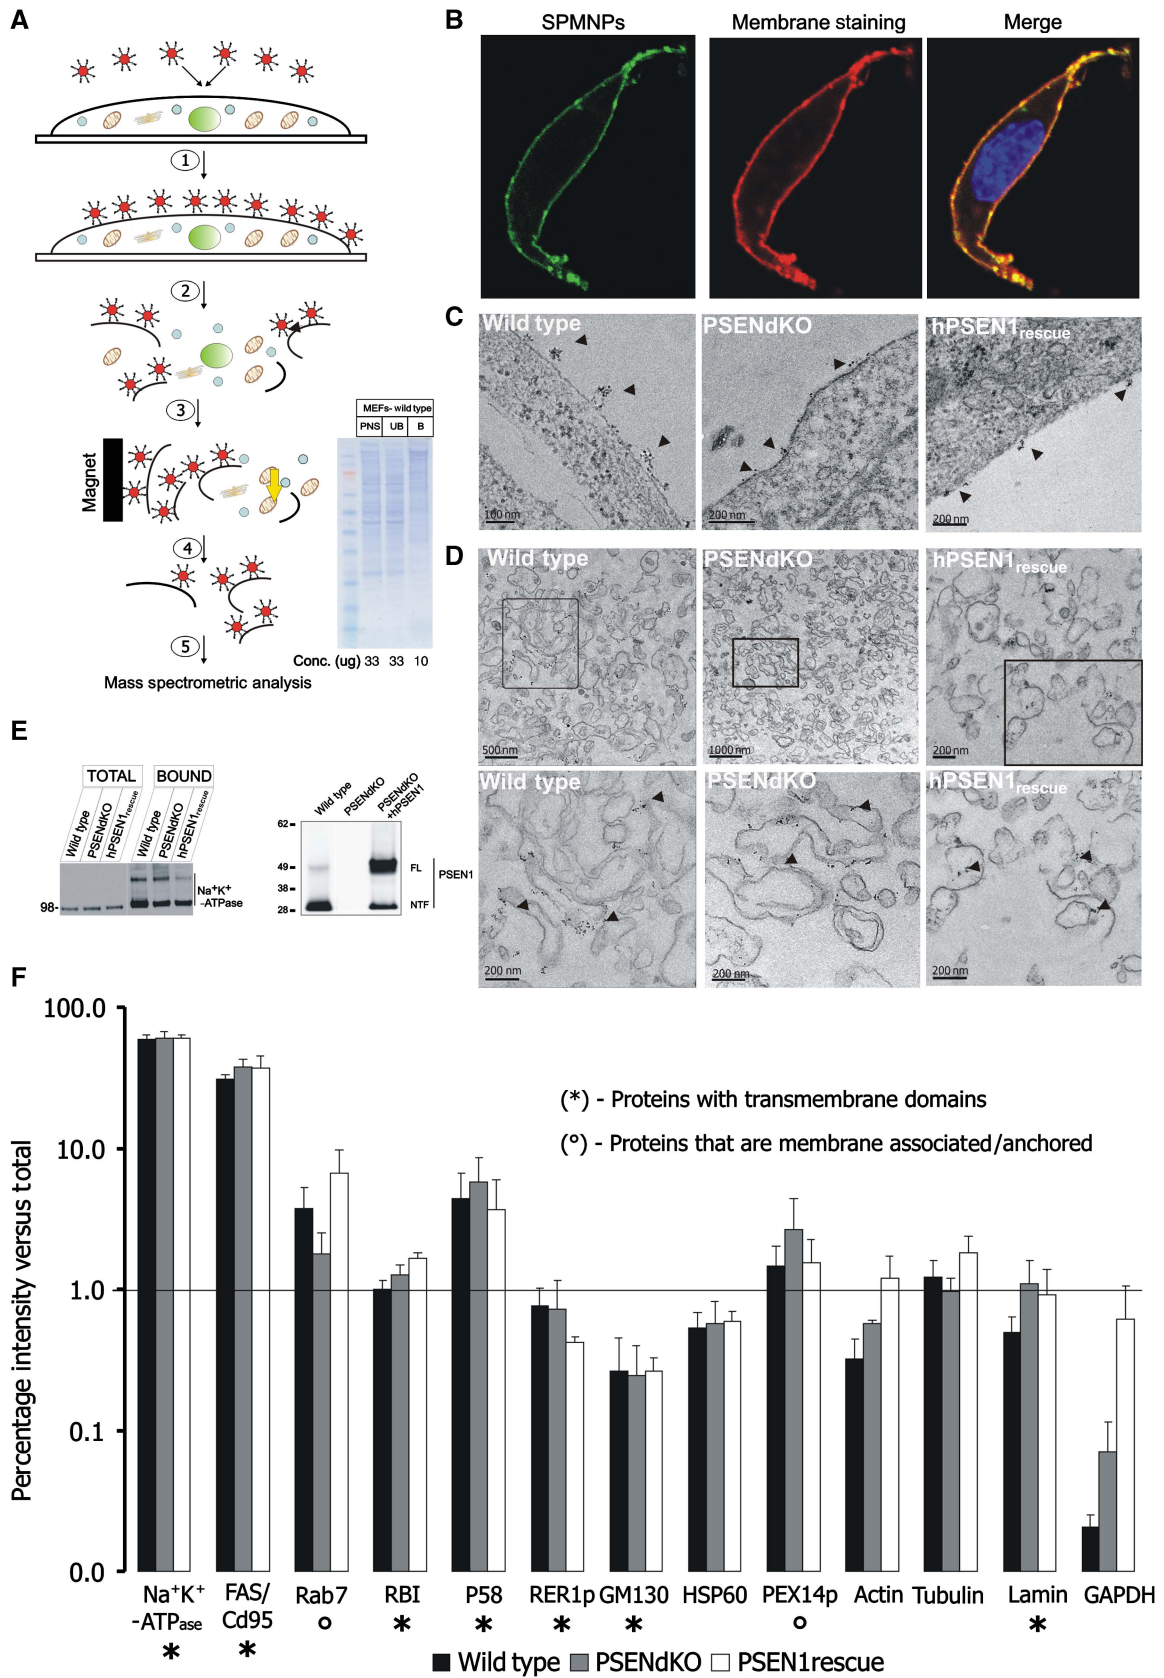 A
1
2
3
Magnet
4
5
Mass spectrometric analysis
MEFs- wild type
PNS UB B
Conc. (ug) 33 33 10
B
SPMNPs Membrane staining Merge
C
Wild type PSENdKO hPSEN1rescue
100 nm 200 nm 200 nm
D
Wild type PSENdKO hPSEN1rescue
500 nm 1000 nm 200 nm
Wild type PSENdKO hPSEN1rescue
200 nm 200 nm 200 nm
E
TOTAL BOUND
Wild type PSENdKO hPSEN1rescue Wild type PSENdKO hPSEN1rescue
98-
Na+K+
-ATPase
Wild type PSENdKO PSENdKO
+hPSEN1
62
49
38
28
FL
NTF
PSEN1
F
Percentage intensity versus total
100.0
10.0
1.0
0.1
0.0
(*) - Proteins with transmembrane domains
(°) - Proteins that are membrane associated/anchored
Na+K+ FAS/ Rab7 RBI P58 RER1p GM130 HSP60 PEX14p Actin Tubulin Lamin GAPDH
-ATPase Cd95 ° * * * * ° *
* *
Wild type PSENdKO PSEN1rescue